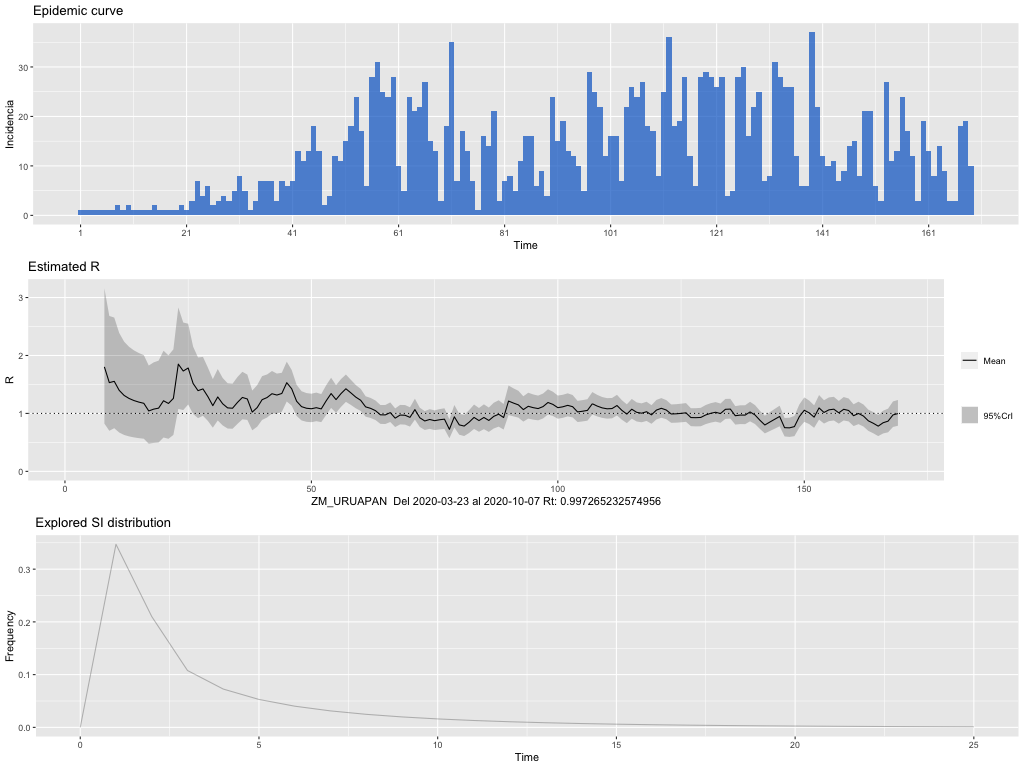 Epidemic curve
Incidencia
30
20
10
0
1 21 41 61 81 101 121 141 161
Time
Estimated R
R
3
2
1
0
0 50 100 150
ZM_URUAPAN Del 2020-03-23 al 2020-10-07 Rt: 0.997265232574956
Mean
95%CrI
Explored SI distribution
Frequency
0.3
0.2
0.1
0.0
0 5 10 15 20 25
Time